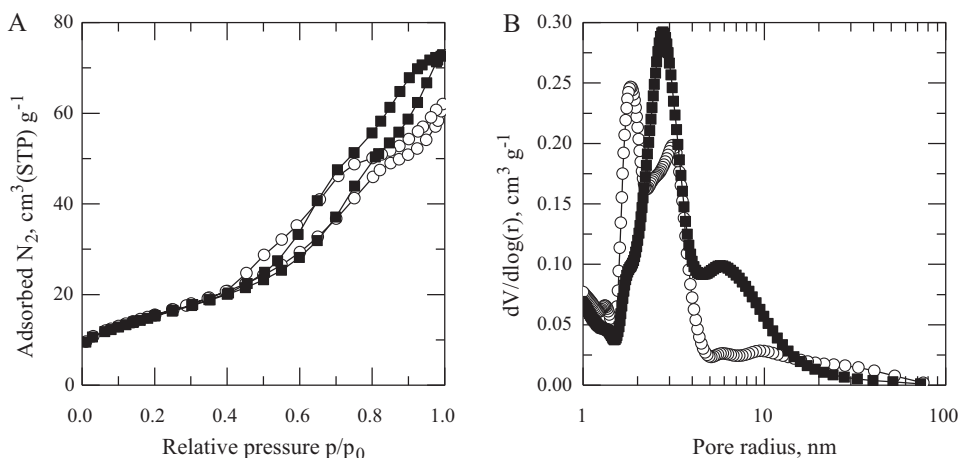 A
80
60
40
20
0
Adsorbed N₂, cm³(STP) g⁻¹
0.0 0.2 0.4 0.6 0.8 1.0
Relative pressure p/p₀
B
0.30
0.25
0.20
0.15
0.10
0.05
0.00
dV/dlog(r), cm³ g⁻¹
1 10 100
Pore radius, nm